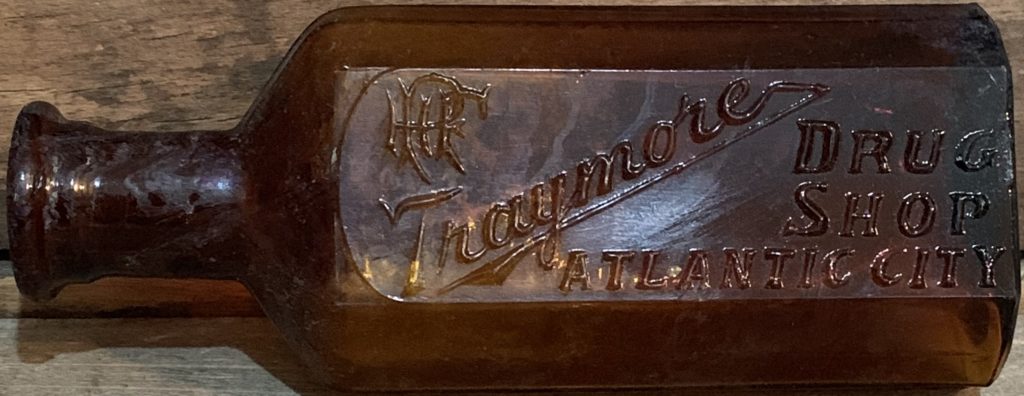 Traymore
DRUG
SHOP
ATLANTIC CITY